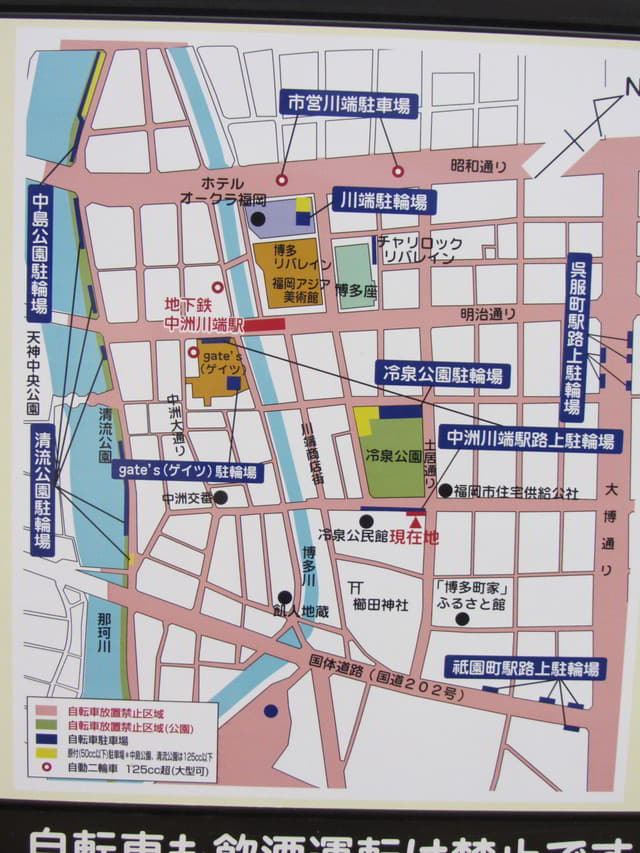 N
市営川端駐車場
昭和通り
ホテル
オークラ福岡
川端駐輪場
中島公園駐輪場
博多
リバレイン
福岡アジア
美術館
チャリロック
リバレイン
博多座
呉服町駅路上駐輪場
地下鉄
中洲川端駅
明治通り
天神中央公園
gate's
(ゲイツ)
冷泉公園駐輪場
清流公園
中洲大通り
川端商店街
中洲川端駅路上駐輪場
土居通り
清流公園駐輪場
gate's(ゲイツ)駐輪場
冷泉公園
中洲交番
福岡市住宅供給公社
大博通り
冷泉公民館
現在地
博多川
櫛田神社
「博多町家」
ふるさと館
飢人地蔵
那珂川
国体道路(国道202号)
祇園町駅路上駐輪場
自転車放置禁止区域
自転車放置禁止区域(公園)
自転車駐車場
原付(50cc以下)駐車場＊中島公園、清流公園は125cc以下
自動二輪車 125cc超(大型可)
自転車も飲酒運転は禁止です